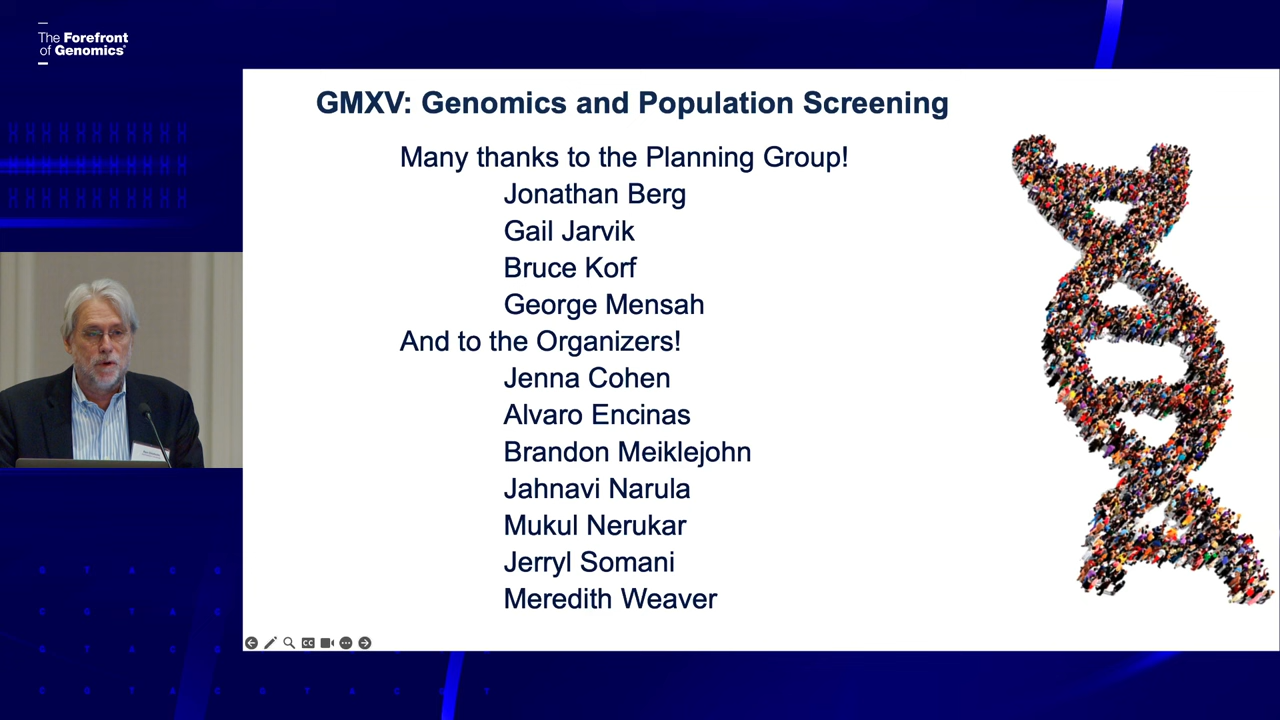 The Forefront
of Genomics
GMXV: Genomics and Population Screening
Many thanks to the Planning Group!
Jonathan Berg
Gail Jarvik
Bruce Korf
George Mensah
And to the Organizers!
Jenna Cohen
Alvaro Encinas
Brandon Meiklejohn
Jahnavi Narula
Mukul Nerukar
Jerryl Somani
Meredith Weaver
CC